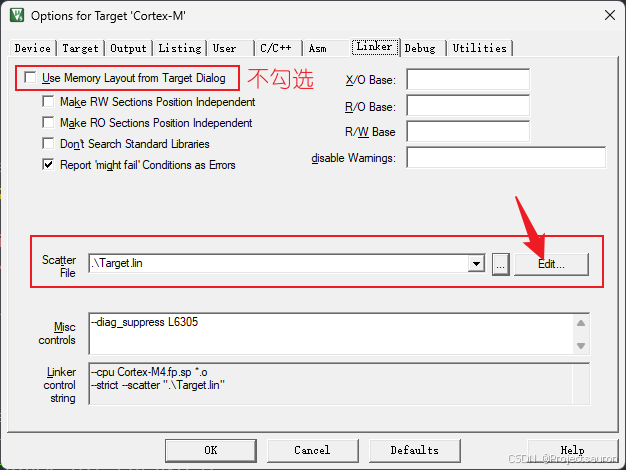 Options for Target 'Cortex-M'
Device Target Output Listing User C/C++ Asm Linker Debug Utilities
Use Memory Layout from Target Dialog 不勾选
Make RW Sections Position Independent
Make RO Sections Position Independent
Don't Search Standard Libraries
Report 'might fail' Conditions as Errors
X/O Base:
R/O Base:
R/W Base
disable Warnings:
Scatter
File
.\Target.lin
...
Edit...
Misc
controls
--diag_suppress L6305
Linker
control
string
--cpu Cortex-M4.fp.sp *.o
--strict --scatter ".\Target.lin"
OK Cancel Defaults Help
CSDN @Projectsauron